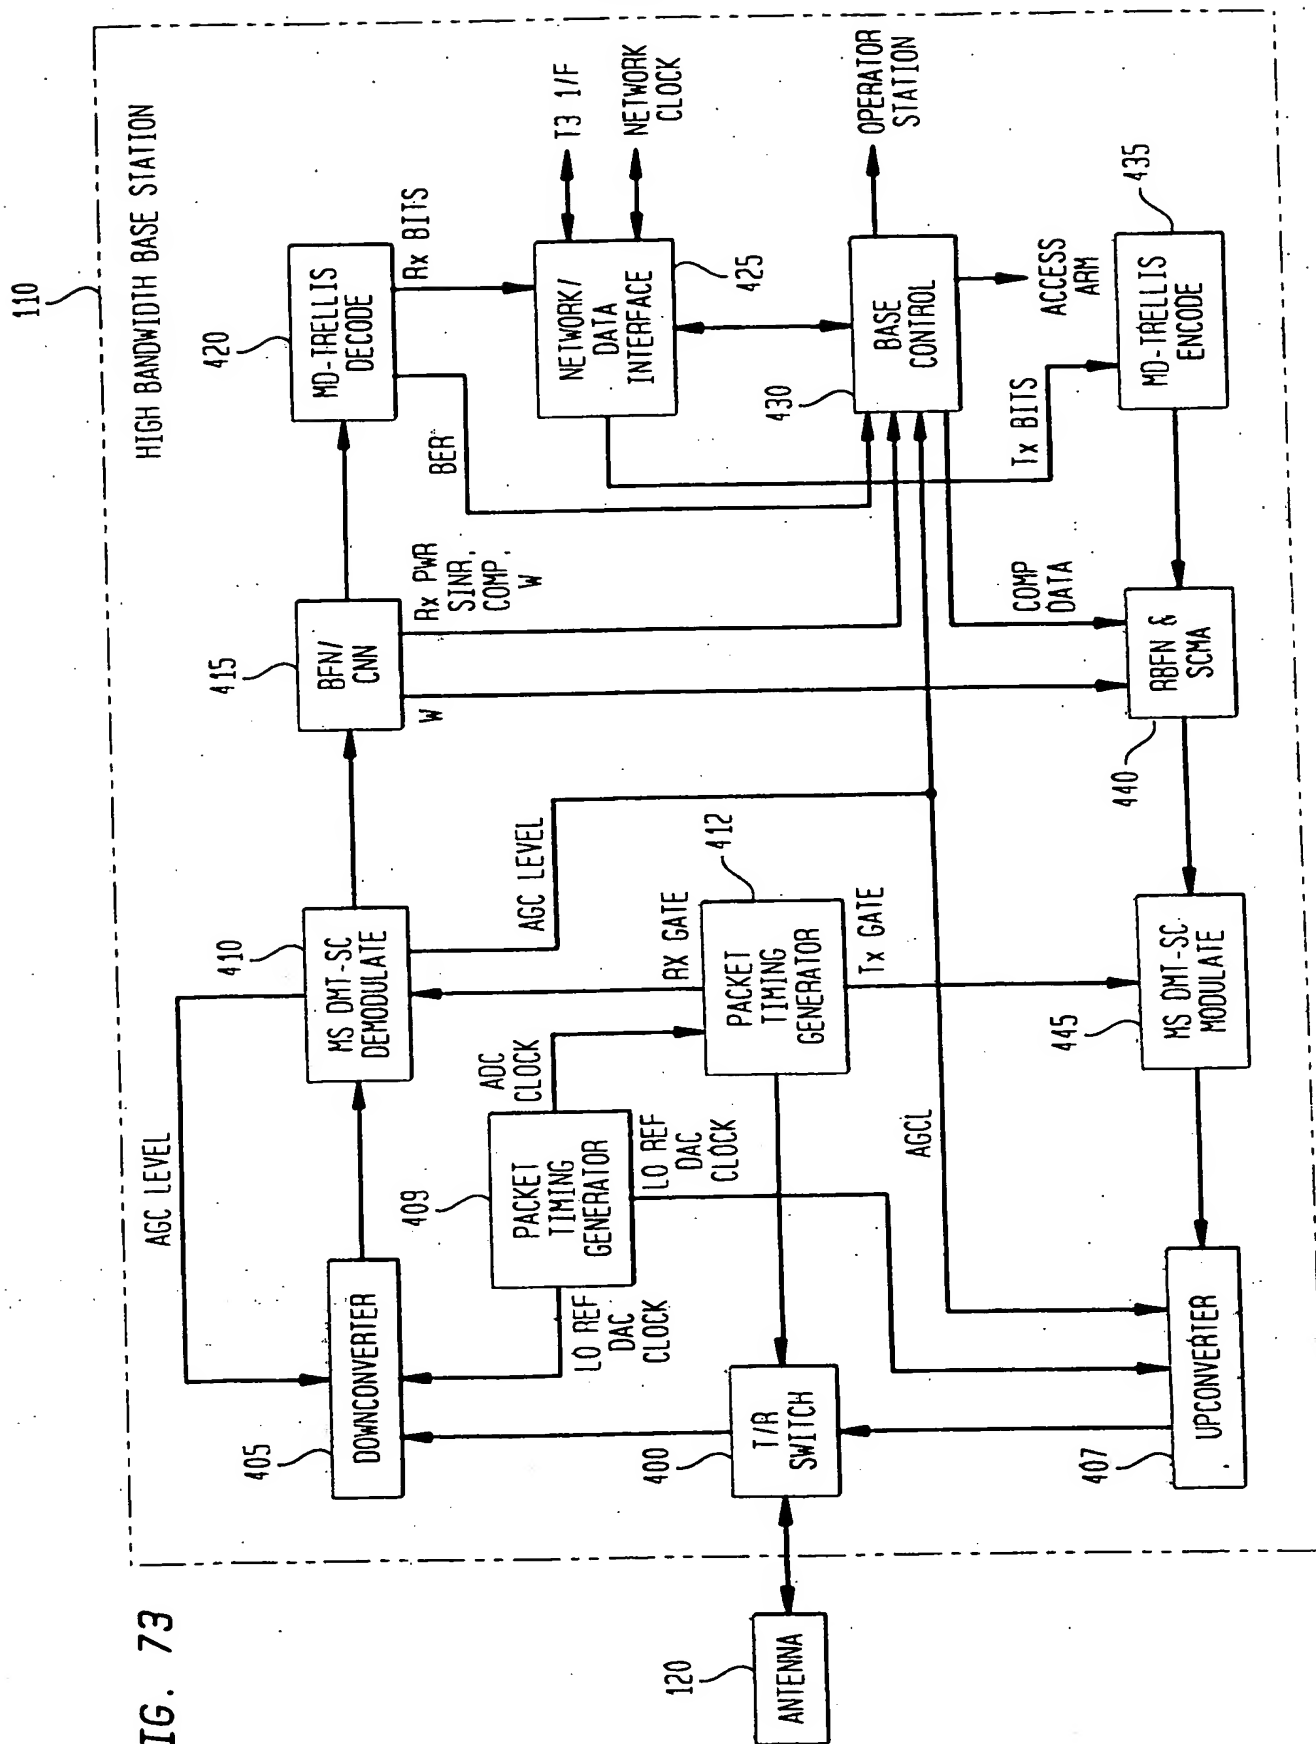 IG. 73
110
HIGH BANDWIDTH BASE STATION
AGC LEVEL
405
DOWNCONVERTER
410
MS DMT-SC
DEMODULATE
415
BFN/
CNN
420
MD-TRELLIS
DECODE
LO REF
DAC
CLOCK
409
PACKET
TIMING
GENERATOR
ADC
CLOCK
LO REF
DAC
CLOCK
AGC LEVEL
W
Rx PWR
SINR,
COMP,
W
BER
Rx BITS
NETWORK/
DATA
INTERFACE
425
T3 1/F
NETWORK
CLOCK
120
ANTENNA
400
T/R
SWITCH
RX GATE
412
PACKET
TIMING
GENERATOR
Tx GATE
AGCL
430
BASE
CONTROL
OPERATOR
STATION
ACCESS
ARM
COMP
DATA
Tx BITS
407
UPCONVERTER
445
MS DMT-SC
MODULATE
440
RBFN &
SCMA
435
MD-TRELLIS
ENCODE